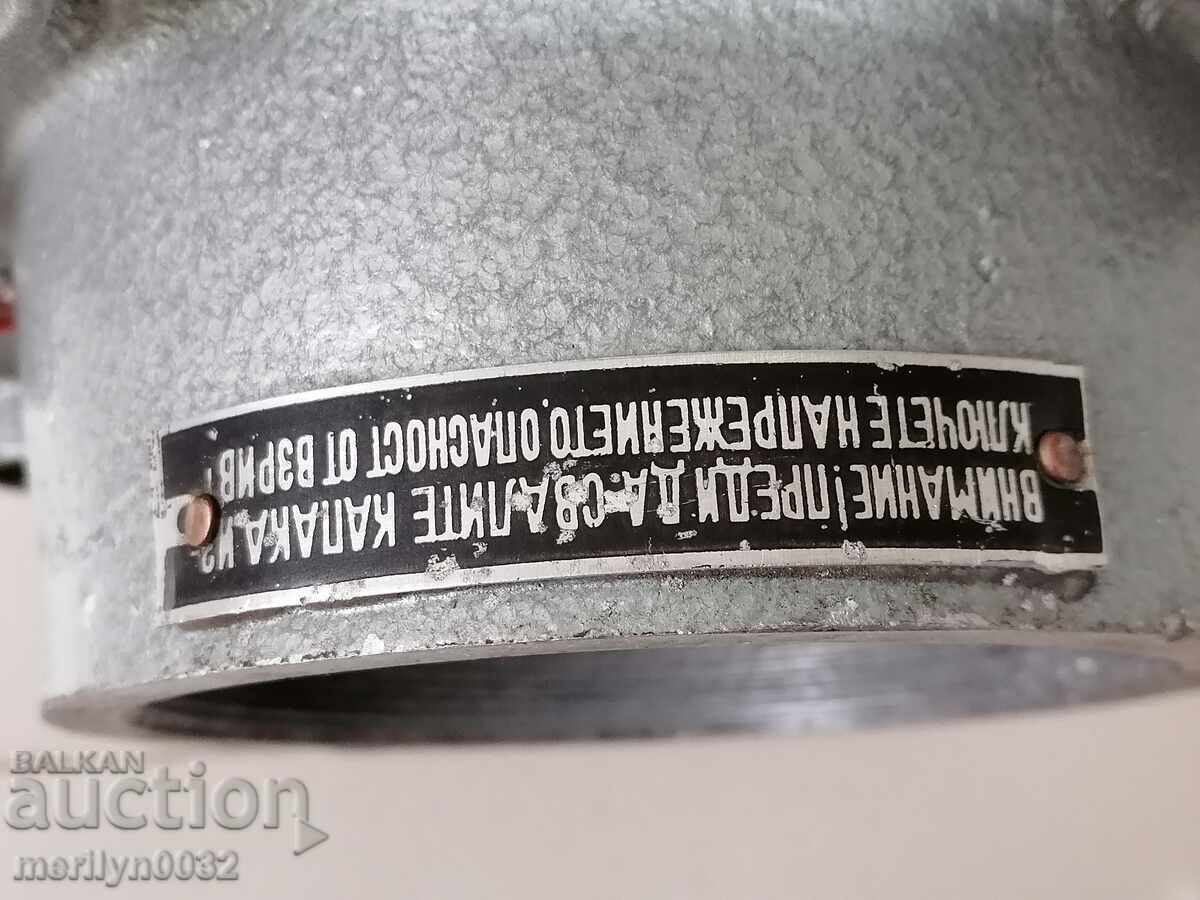 ВНИМАНИЕ! ПРЕДИ ДА СВАЛИТЕ КАПАКА ИЗ
КЛЮЧЕТЕ НАПРЕЖЕНИЕТО, ОПАСНОСТ ОТ ВЗРИВ!
BALKAN
auction
merilyn0032